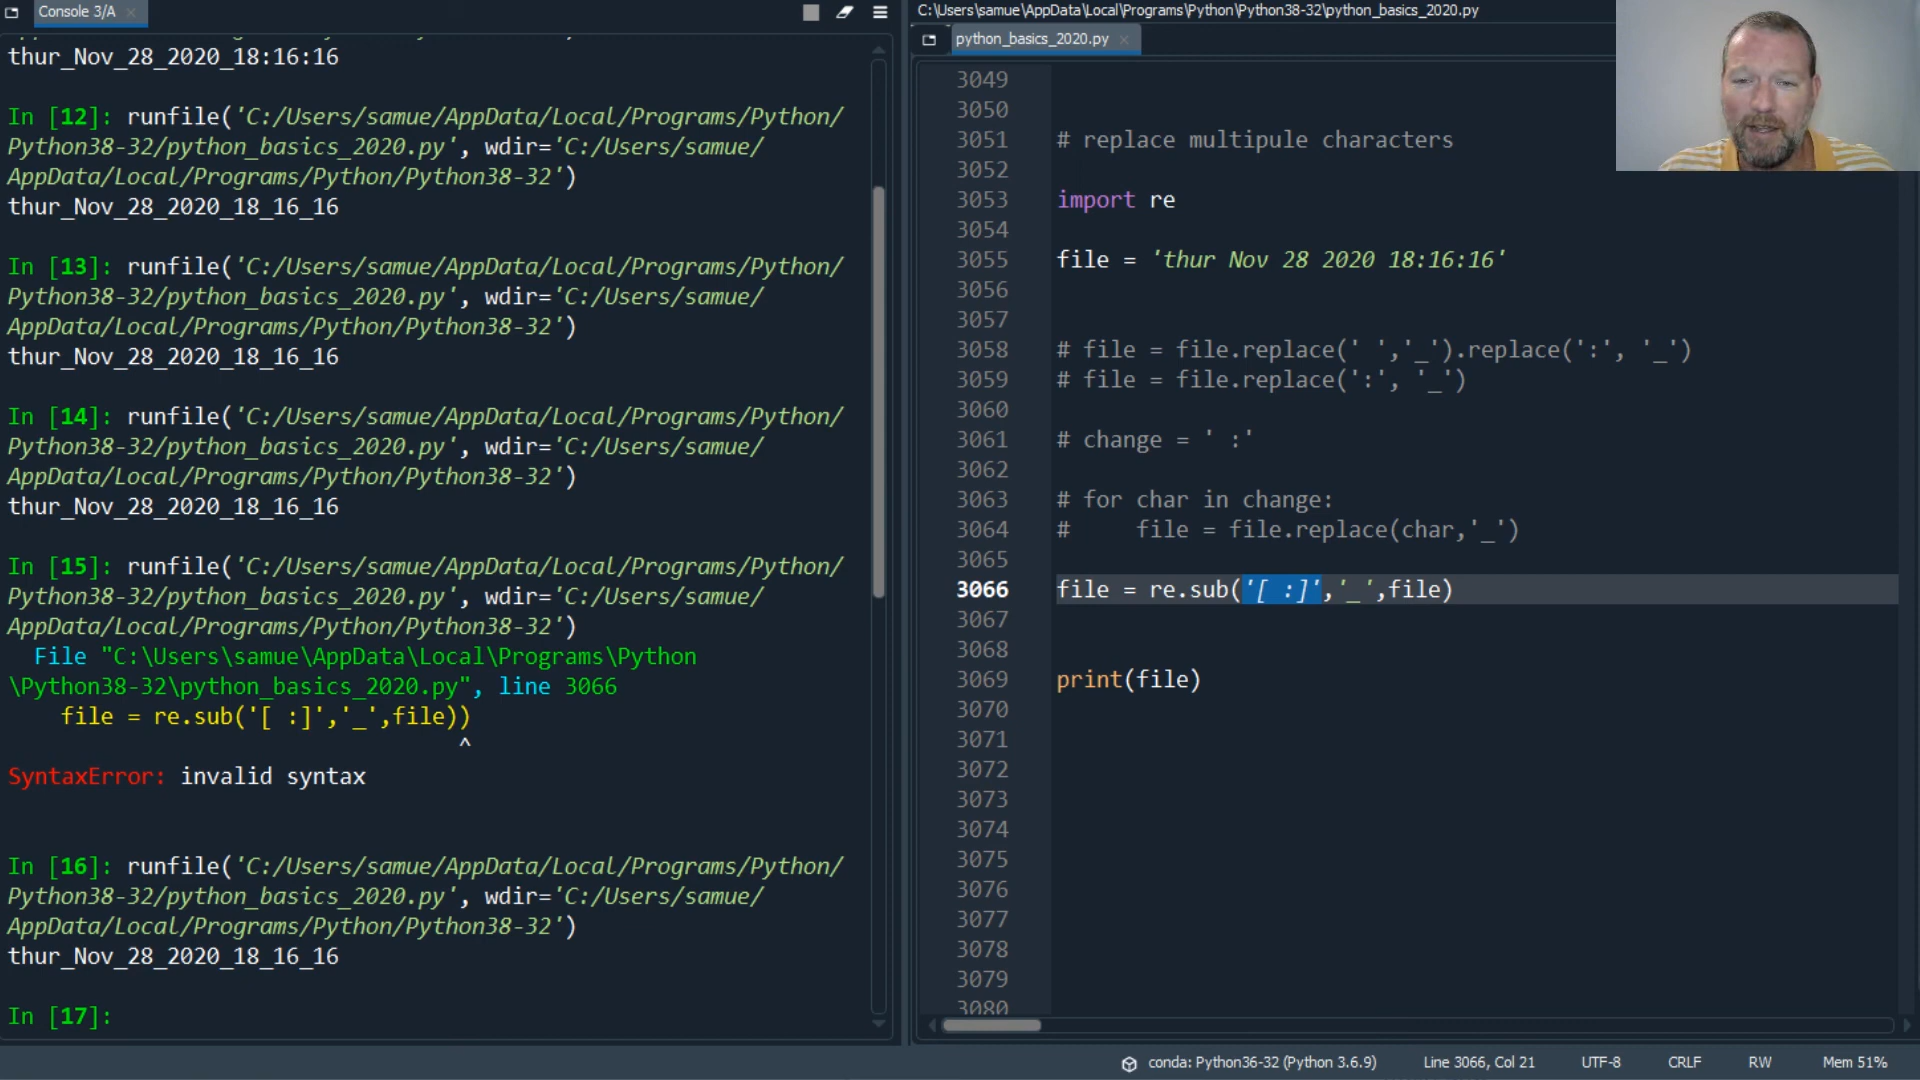 Console 3/A
thur_Nov_28_2020_18:16:16
In [12]: runfile('C:/Users/samue/AppData/Local/Programs/Python/
Python38-32/python_basics_2020.py', wdir='C:/Users/samue/
AppData/Local/Programs/Python/Python38-32')
thur_Nov_28_2020_18_16_16
In [13]: runfile('C:/Users/samue/AppData/Local/Programs/Python/
Python38-32/python_basics_2020.py', wdir='C:/Users/samue/
AppData/Local/Programs/Python/Python38-32')
thur_Nov_28_2020_18_16_16
In [14]: runfile('C:/Users/samue/AppData/Local/Programs/Python/
Python38-32/python_basics_2020.py', wdir='C:/Users/samue/
AppData/Local/Programs/Python/Python38-32')
thur_Nov_28_2020_18_16_16
In [15]: runfile('C:/Users/samue/AppData/Local/Programs/Python/
Python38-32/python_basics_2020.py', wdir='C:/Users/samue/
AppData/Local/Programs/Python/Python38-32')
File "C:\Users\samue\AppData\Local\Programs\Python
\Python38-32\python_basics_2020.py", line 3066
file = re.sub('[ :]','_',file))
^
SyntaxError: invalid syntax
In [16]: runfile('C:/Users/samue/AppData/Local/Programs/Python/
Python38-32/python_basics_2020.py', wdir='C:/Users/samue/
AppData/Local/Programs/Python/Python38-32')
thur_Nov_28_2020_18_16_16
In [17]:
C:\Users\samue\AppData\Local\Programs\Python\Python38-32\python_basics_2020.py
python_basics_2020.py
3049
3050
3051 # replace multipule characters
3052
3053 import re
3054
3055 file = 'thur Nov 28 2020 18:16:16'
3056
3057
3058 # file = file.replace(' ','_').replace(':', '_')
3059 # file = file.replace(':', '_')
3060
3061 # change = ' :'
3062
3063 # for char in change:
3064 #     file = file.replace(char,'_')
3065
3066 file = re.sub('[ :]','_',file)
3067
3068
3069 print(file)
3070
3071
3072
3073
3074
3075
3076
3077
3078
3079
3080
conda: Python36-32 (Python 3.6.9) Line 3066, Col 21 UTF-8 CRLF RW Mem 51%